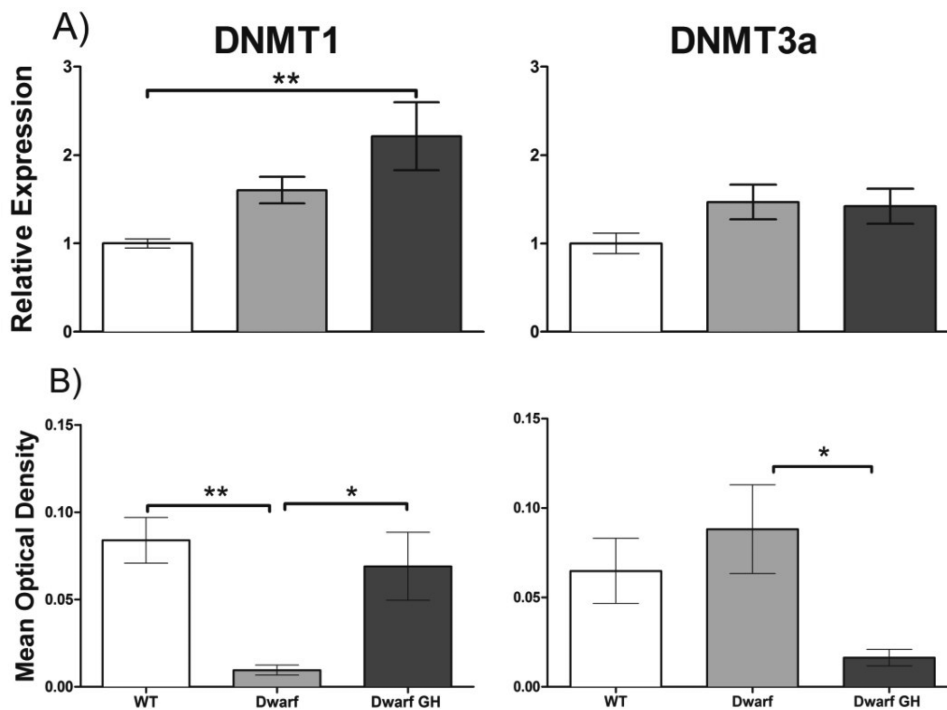 A)
DNMT1
DNMT3a
Relative Expression
3
2
1
0
**
3
2
1
0
B)
Mean Optical Density
0.15
0.10
0.05
0.00
**
*
WT
Dwarf
Dwarf GH
0.15
0.10
0.05
0.00
*
WT
Dwarf
Dwarf GH